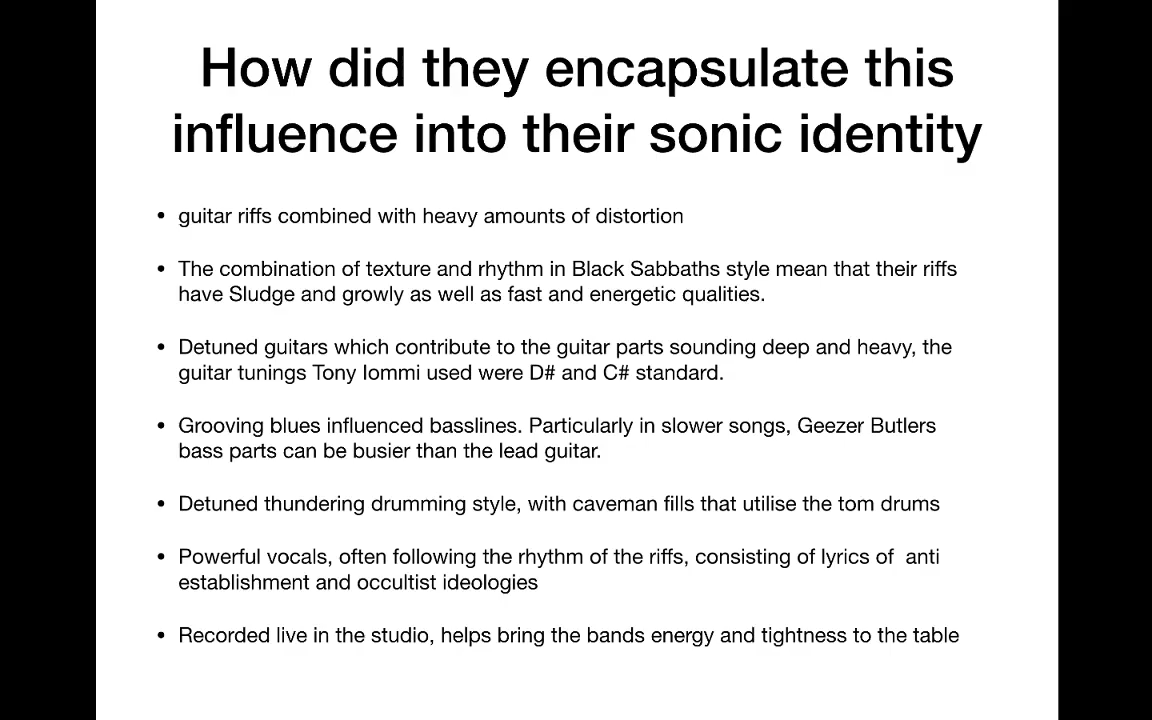 How did they encapsulate this
influence into their sonic identity
• guitar riffs combined with heavy amounts of distortion
• The combination of texture and rhythm in Black Sabbaths style mean that their riffs
have Sludge and growly as well as fast and energetic qualities.
• Detuned guitars which contribute to the guitar parts sounding deep and heavy, the
guitar tunings Tony Iommi used were D# and C# standard.
• Grooving blues influenced basslines. Particularly in slower songs, Geezer Butlers
bass parts can be busier than the lead guitar.
• Detuned thundering drumming style, with caveman fills that utilise the tom drums
• Powerful vocals, often following the rhythm of the riffs, consisting of lyrics of  anti
establishment and occultist ideologies
• Recorded live in the studio, helps bring the bands energy and tightness to the table